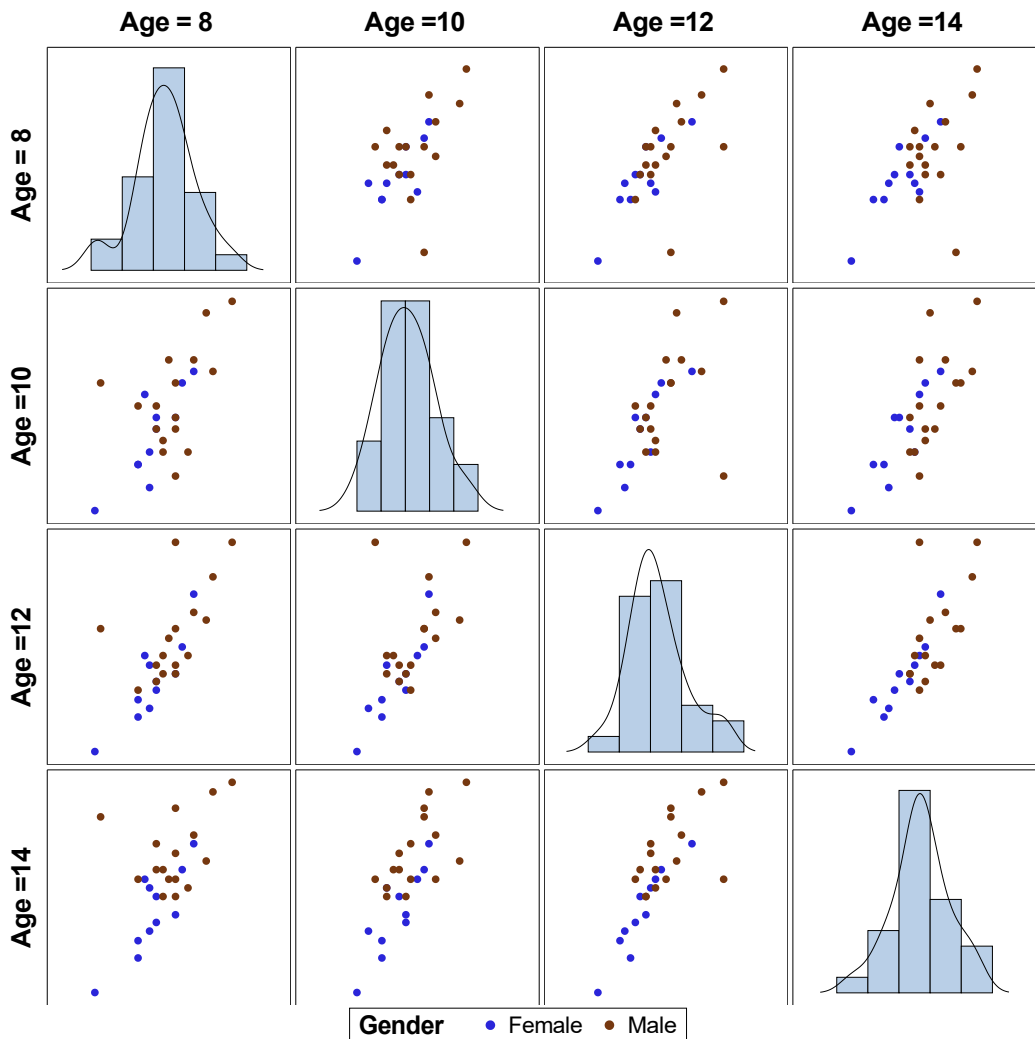 Age = 8 Age =10 Age =12 Age =14
Age = 8
Age =10
Age =12
Age =14
Gender Female Male